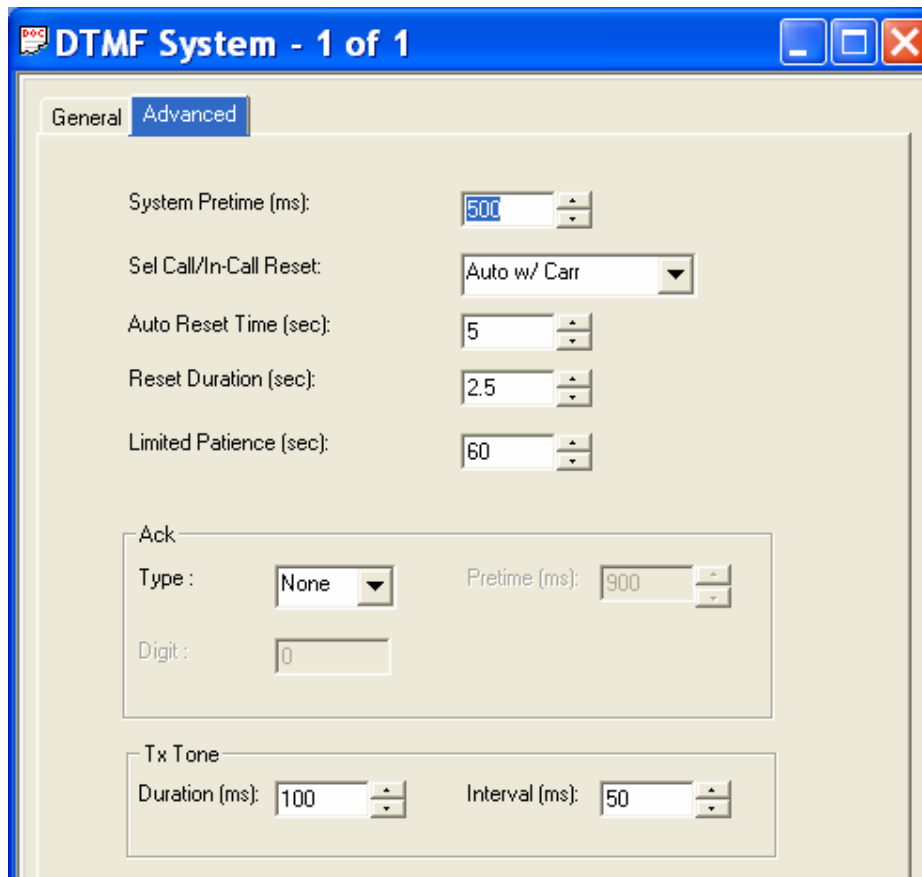 DOC DTMF System - 1 of 1
General Advanced
System Pretime (ms): 500
Sel Call/In-Call Reset: Auto w/ Carr
Auto Reset Time (sec): 5
Reset Duration (sec): 2.5
Limited Patience (sec): 60
Ack
Type : None Pretime (ms): 900
Digit : 0
Tx Tone
Duration (ms): 100 Interval (ms): 50